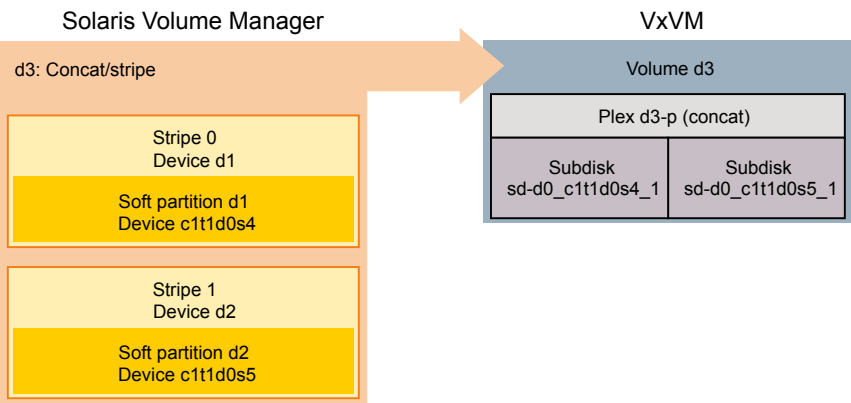 Solaris Volume Manager
VxVM
d3: Concat/stripe
Volume d3
Stripe 0
Device d1
Soft partition d1
Device c1t1d0s4
Stripe 1
Device d2
Soft partition d2
Device c1t1d0s5
Plex d3-p (concat)
Subdisk
sd-d0_c1t1d0s4_1
Subdisk
sd-d0_c1t1d0s5_1